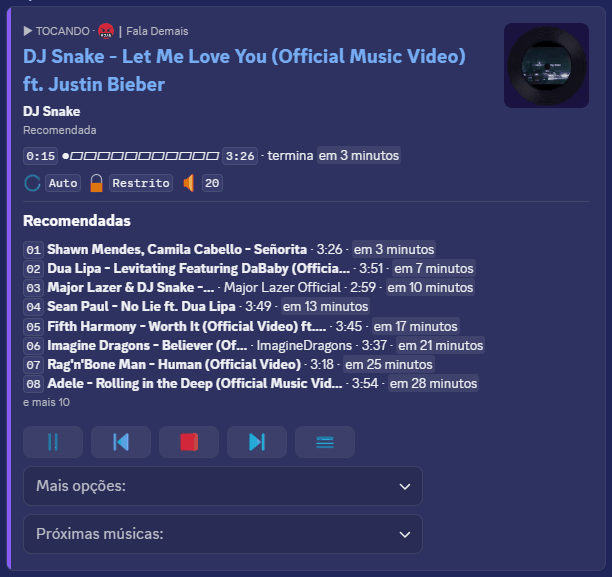 TOCANDO · | Fala Demais
DJ Snake - Let Me Love You (Official Music Video)
ft. Justin Bieber
DJ Snake
Recomendada
0:15 3:26 · termina em 3 minutos
Auto Restrito 20
Recomendadas
01 Shawn Mendes, Camila Cabello - Señorita · 3:26 · em 3 minutos
02 Dua Lipa - Levitating Featuring DaBaby (Officia... · 3:51 · em 7 minutos
03 Major Lazer & DJ Snake -... · Major Lazer Official · 2:59 · em 10 minutos
04 Sean Paul - No Lie ft. Dua Lipa · 3:49 · em 13 minutos
05 Fifth Harmony - Worth It (Official Video) ft.... · 3:45 · em 17 minutos
06 Imagine Dragons - Believer (Of... · ImagineDragons · 3:37 · em 21 minutos
07 Rag'n'Bone Man - Human (Official Video) · 3:18 · em 25 minutos
08 Adele - Rolling in the Deep (Official Music Vid... · 3:54 · em 28 minutos
e mais 10
Mais opções:
Próximas músicas: